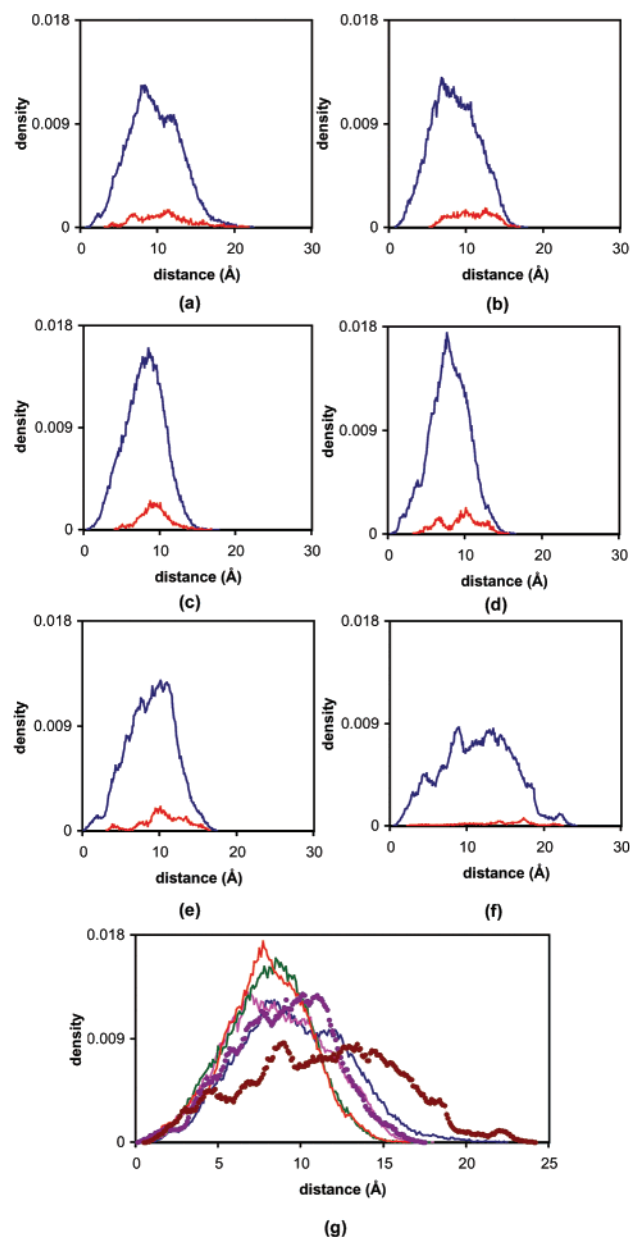 0.018 0.018
density density
0.009 0.009
0 0
0 10 20 30 0 10 20 30
distance (Å) distance (Å)
(a) (b)
0.018 0.018
density density
0.009 0.009
0 0
0 10 20 30 0 10 20 30
distance (Å) distance (Å)
(c) (d)
0.018 0.018
density density
0.009 0.009
0 0
0 10 20 30 0 10 20 30
distance (Å) distance (Å)
(e) (f)
0.018
density
0.009
0
0 5 10 15 20 25
distance (Å)
(g)